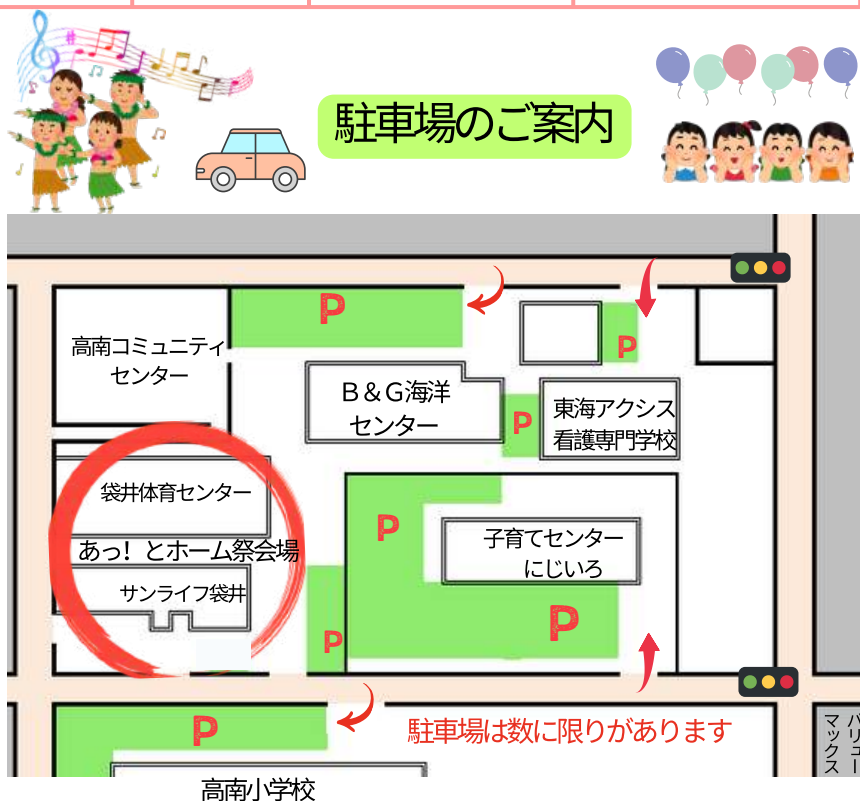 駐車場のご案内
P
P
高南コミュニティ
センター
B＆G海洋
センター
P
東海アクシス
看護専門学校
袋井体育センター
P
子育てセンター
にじいろ
あっ！とホーム祭会場
サンライフ袋井
P
P
P
駐車場は数に限りがあります
バリュー
マックス
高南小学校